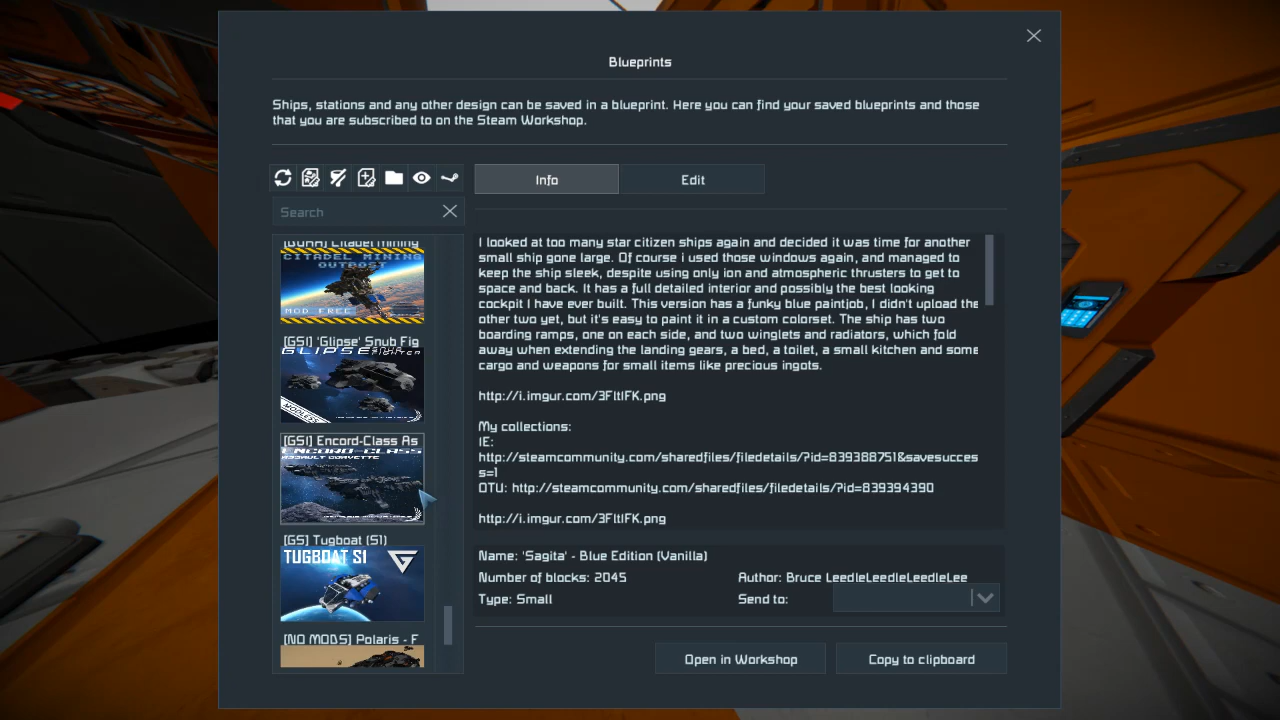 Blueprints
Ships, stations and any other design can be saved in a blueprint. Here you can find your saved blueprints and those
that you are subscribed to on the Steam Workshop.
Info
Edit
Search
[GUAA] Citadel mining
CITADEL MINING
OUTPOST
MOD FREE
[GSI] 'Glipse' Snub Fig
GLIPSE
MODLESS
[GSI] Encord-Class As
ENCORD-CLASS
ASSAULT CORVETTE
[GS] Tugboat (S1)
TUGBOAT S1
[NO MODS] Polaris - F
I looked at too many star citizen ships again and decided it was time for another
small ship gone large. Of course i used those windows again, and managed to
keep the ship sleek, despite using only ion and atmospheric thrusters to get to
space and back. It has a full detailed interior and possibly the best looking
cockpit I have ever built. This version has a funky blue paintjob, I didn't upload the
other two yet, but it's easy to paint it in a custom colorset. The ship has two
boarding ramps, one on each side, and two winglets and radiators, which fold
away when extending the landing gears, a bed, a toilet, a small kitchen and some
cargo and weapons for small items like precious ingots.
http://i.imgur.com/3FltlFK.png
My collections:
IE:
http://steamcommunity.com/sharedfiles/filedetails/?id=839388751&savesucces
s=1
OTU: http://steamcommunity.com/sharedfiles/filedetails/?id=839394390
http://i.imgur.com/3FltlFK.png
Name: 'Sagita' - Blue Edition (Vanilla)
Number of blocks: 2045
Author: Bruce LeedleLeedleLeedleLee
Type: Small
Send to:
Open in Workshop
Copy to clipboard